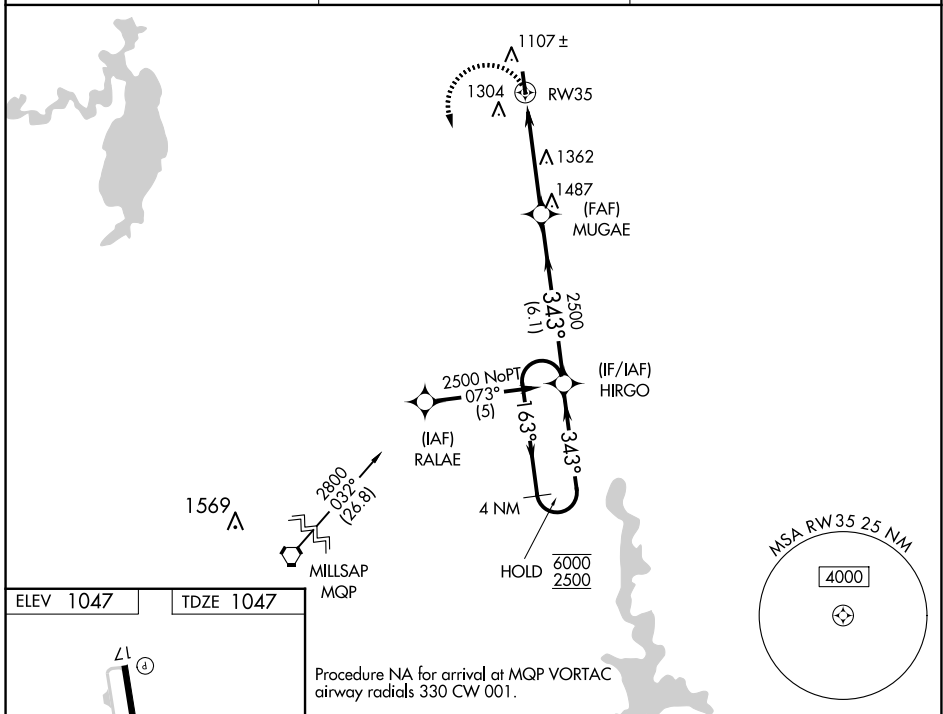 1107 ±
1304
RW35
1362
1487
(FAF)
MUGAE
2500
343°
(6.1)
(IF/IAF)
HIRGO
2500 NoPT
073°
(5)
(IAF)
RALAE
163°
343°
2800
032°
(26.8)
1569
4 NM
MILLSAP
MQP
HOLD
6000
2500
MSA RW35 25 NM
4000
ELEV 1047
TDZE 1047
17
P
Procedure NA for arrival at MQP VORTAC
airway radials 330 CW 001.